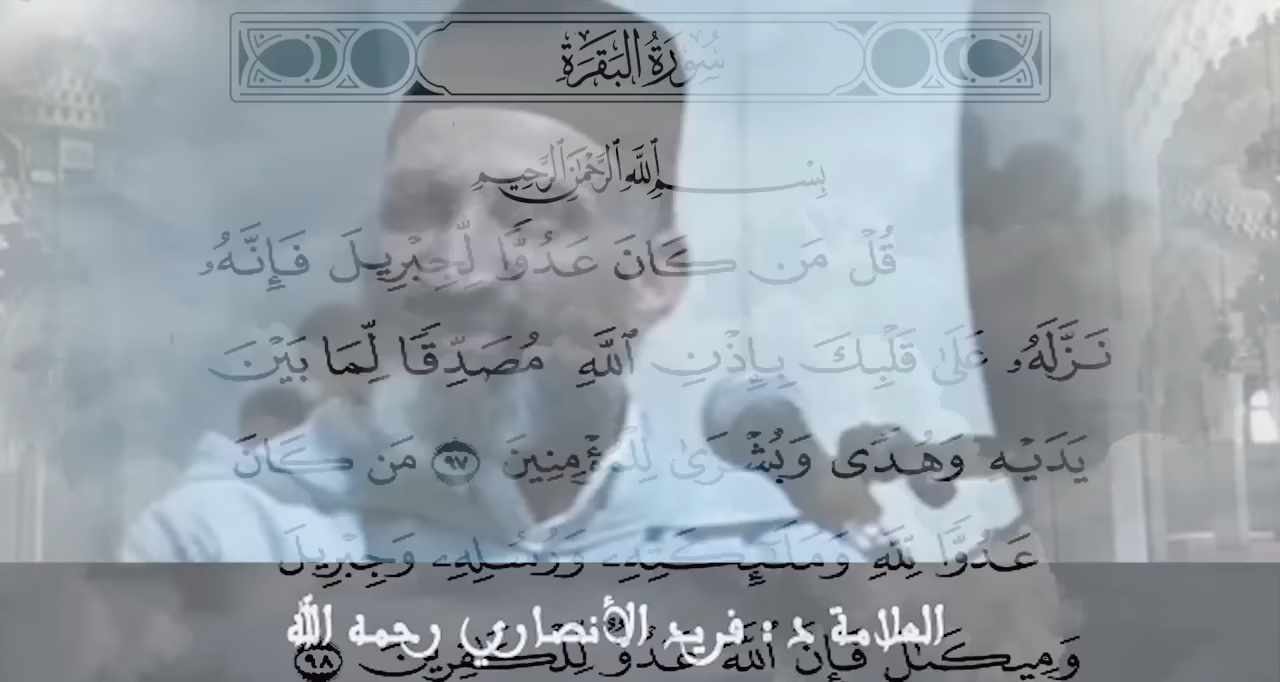 سُورَةُ البَقَرَةِ
بِسْمِ ٱللَّهِ ٱلرَّحْمَٰنِ ٱلرَّحِيمِ
قُلْ مَن كَانَ عَدُوًّا لِّجِبْرِيلَ فَإِنَّهُۥ
نَزَّلَهُۥ عَلَىٰ قَلْبِكَ بِإِذْنِ ٱللَّهِ مُصَدِّقًا لِّمَا بَيْنَ
يَدَيْهِ وَهُدًى وَبُشْرَىٰ لِلْمُؤْمِنِينَ ٩٧ مَن كَانَ
عَدُوًّا لِّلَّهِ وَمَلَٰٓئِكَتِهِۦ وَرُسُلِهِۦ وَجِبْرِيلَ
العلامة د : فريد الأنصاري رحمه الله
وَمِيكَىٰلَ فَإِنَّ ٱللَّهَ عَدُوٌّ لِّلْكَٰفِرِينَ ٩٨